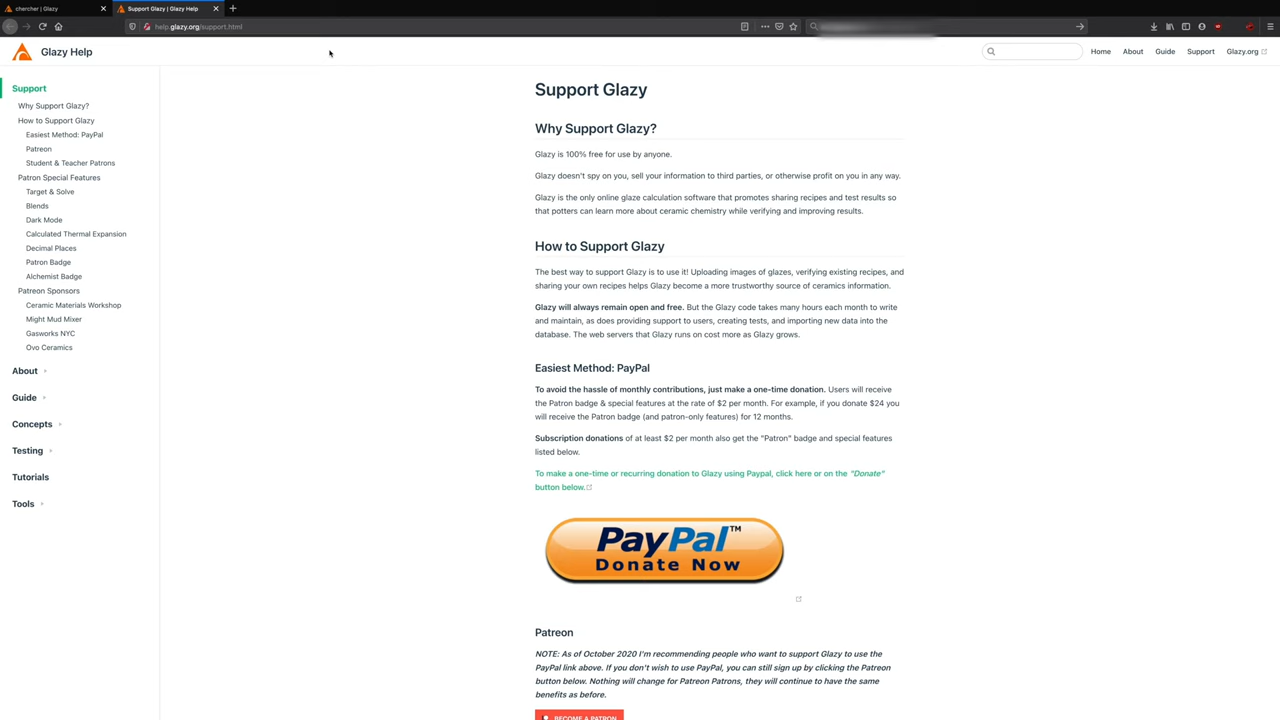 chercher | Glazy
Support Glazy | Glazy Help
help.glazy.org/support.html
Glazy Help
Home
About
Guide
Support
Glazy.org
Support
Why Support Glazy?
How to Support Glazy
Easiest Method: PayPal
Patreon
Student & Teacher Patrons
Patron Special Features
Target & Solve
Blends
Dark Mode
Calculated Thermal Expansion
Decimal Places
Patron Badge
Alchemist Badge
Patreon Sponsors
Ceramic Materials Workshop
Might Mud Mixer
Gasworks NYC
Ovo Ceramics
About
Guide
Concepts
Testing
Tutorials
Tools
Support Glazy
Why Support Glazy?
Glazy is 100% free for use by anyone.
Glazy doesn't spy on you, sell your information to third parties, or otherwise profit on you in any way.
Glazy is the only online glaze calculation software that promotes sharing recipes and test results so
that potters can learn more about ceramic chemistry while verifying and improving results.
How to Support Glazy
The best way to support Glazy is to use it! Uploading images of glazes, verifying existing recipes, and
sharing your own recipes helps Glazy become a more trustworthy source of ceramics information.
Glazy will always remain open and free. But the Glazy code takes many hours each month to write
and maintain, as does providing support to users, creating tests, and importing new data into the
database. The web servers that Glazy runs on cost more as Glazy grows.
Easiest Method: PayPal
To avoid the hassle of monthly contributions, just make a one-time donation. Users will receive
the Patron badge & special features at the rate of $2 per month. For example, if you donate $24 you
will receive the Patron badge (and patron-only features) for 12 months.
Subscription donations of at least $2 per month also get the "Patron" badge and special features
listed below.
To make a one-time or recurring donation to Glazy using Paypal, click here or on the "Donate"
button below.
PayPal™
Donate Now
Patreon
NOTE: As of October 2020 I'm recommending people who want to support Glazy to use the
PayPal link above. If you don't wish to use PayPal, you can still sign up by clicking the Patreon
button below. Nothing will change for Patreon Patrons, they will continue to have the same
benefits as before.
BECOME A PATRON